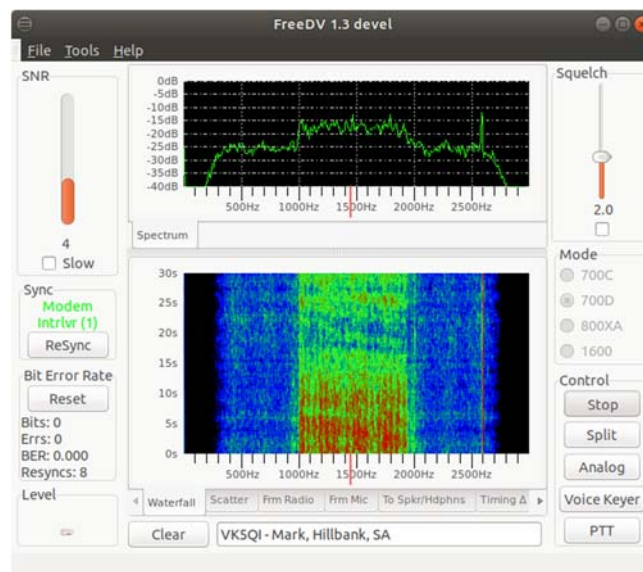 FreeDV 1.3 devel
File Tools Help
SNR
4
Slow
Sync
Modem
Intrlvr (1)
ReSync
Bit Error Rate
Reset
Bits: 0
Errs: 0
BER: 0.000
Resyncs: 8
Level
0dB
-5dB
-10dB
-15dB
-20dB
-25dB
-30dB
-35dB
-40dB
500Hz 1000Hz 1500Hz 2000Hz 2500Hz
Spectrum
30s
25s
20s
15s
10s
5s
0s
500Hz 1000Hz 1500Hz 2000Hz 2500Hz
Waterfall Scatter Frm Radio Frm Mic To Spkr/Hdphns Timing Δ
Clear VK5QI - Mark, Hillbank, SA
Squelch
2.0
Mode
700C
700D
800XA
1600
Control
Stop
Split
Analog
Voice Keyer
PTT